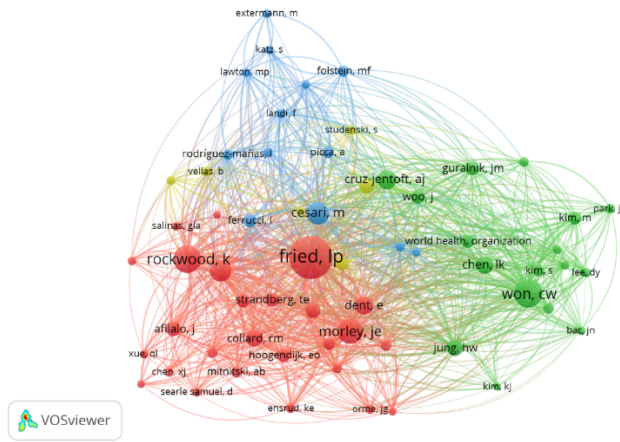 extermann, m
katz, s
lawton, mp
folstein, mf
landi, f
studenski, s
rodriguez-mañas, l
picca, a
vellas, b
cruz-jentoft, aj
guralnik, jm
woo, j
cesari, m
ferrucci, l
salinas, gla
kim, m
park, j
world health, organization
fried, lp
rockwood, k
chen, lk
kim, s
lee, dy
won, cw
strandberg, te
dent, e
afilalo, j
morley, je
collard, rm
jung, hw
bac, jn
xue, ql
hoogendijk, eo
chen, xj
mitnitski, ab
searle samuel, d
kim, kj
ensrud, ke
orme, jg
VOSviewer